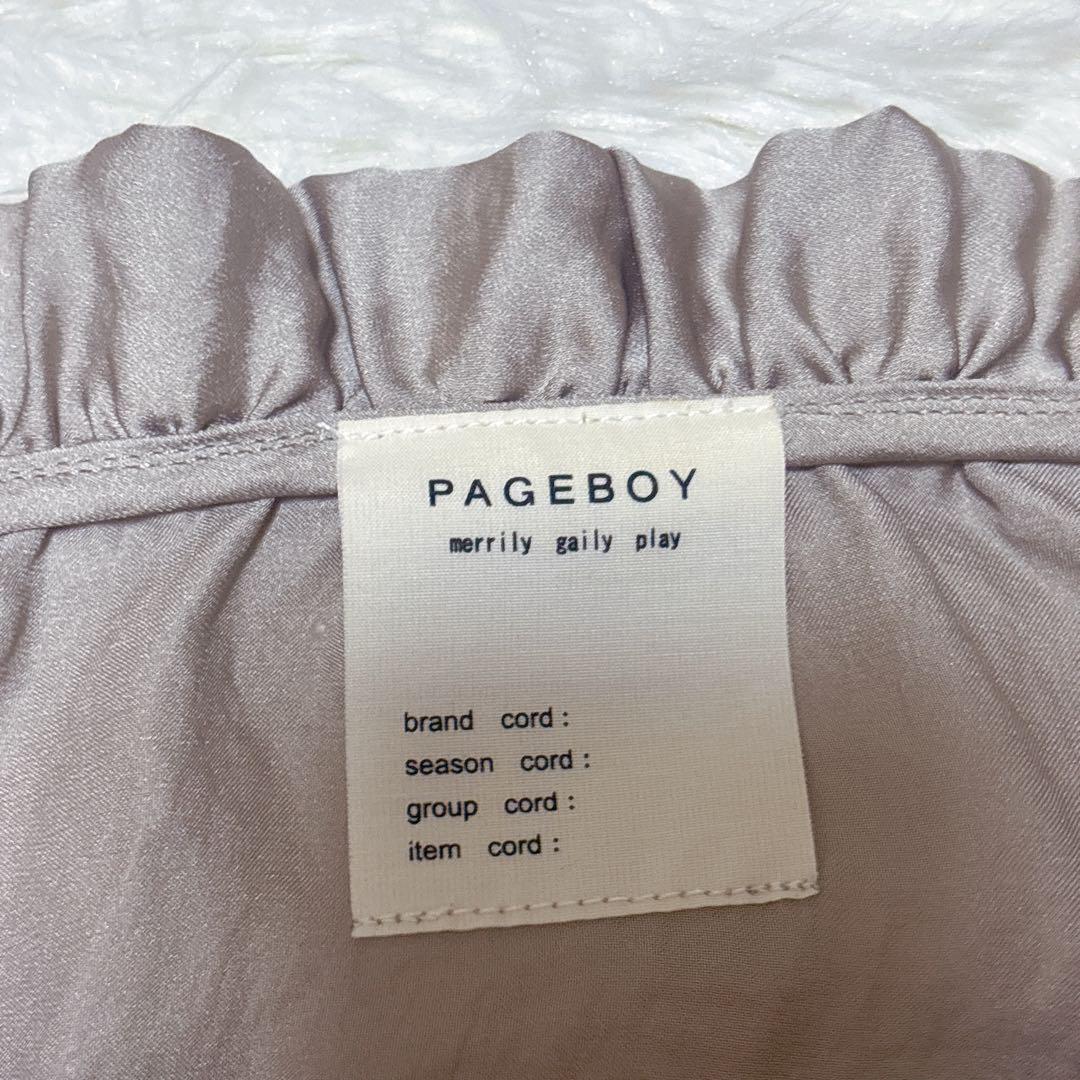 PAGEBOY
merrily gaily play
brand cord :
season cord :
group cord :
item cord :